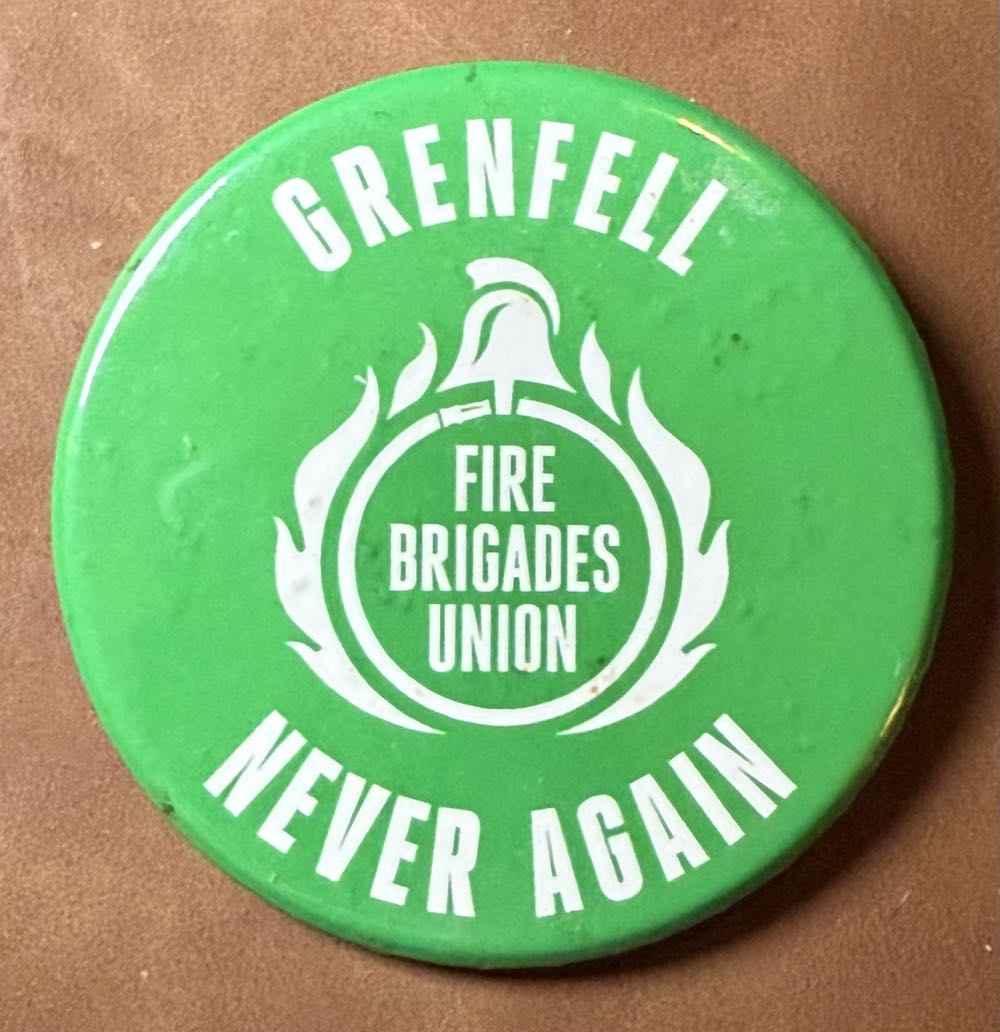 GRENFELL
FIRE
BRIGADES
UNION
NEVER AGAIN